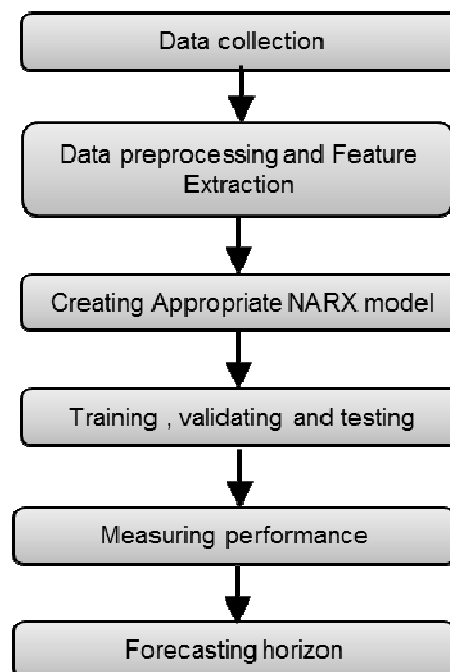 Data collection
Data preprocessing and Feature
Extraction
Creating Appropriate NARX model
Training , validating and testing
Measuring performance
Forecasting horizon